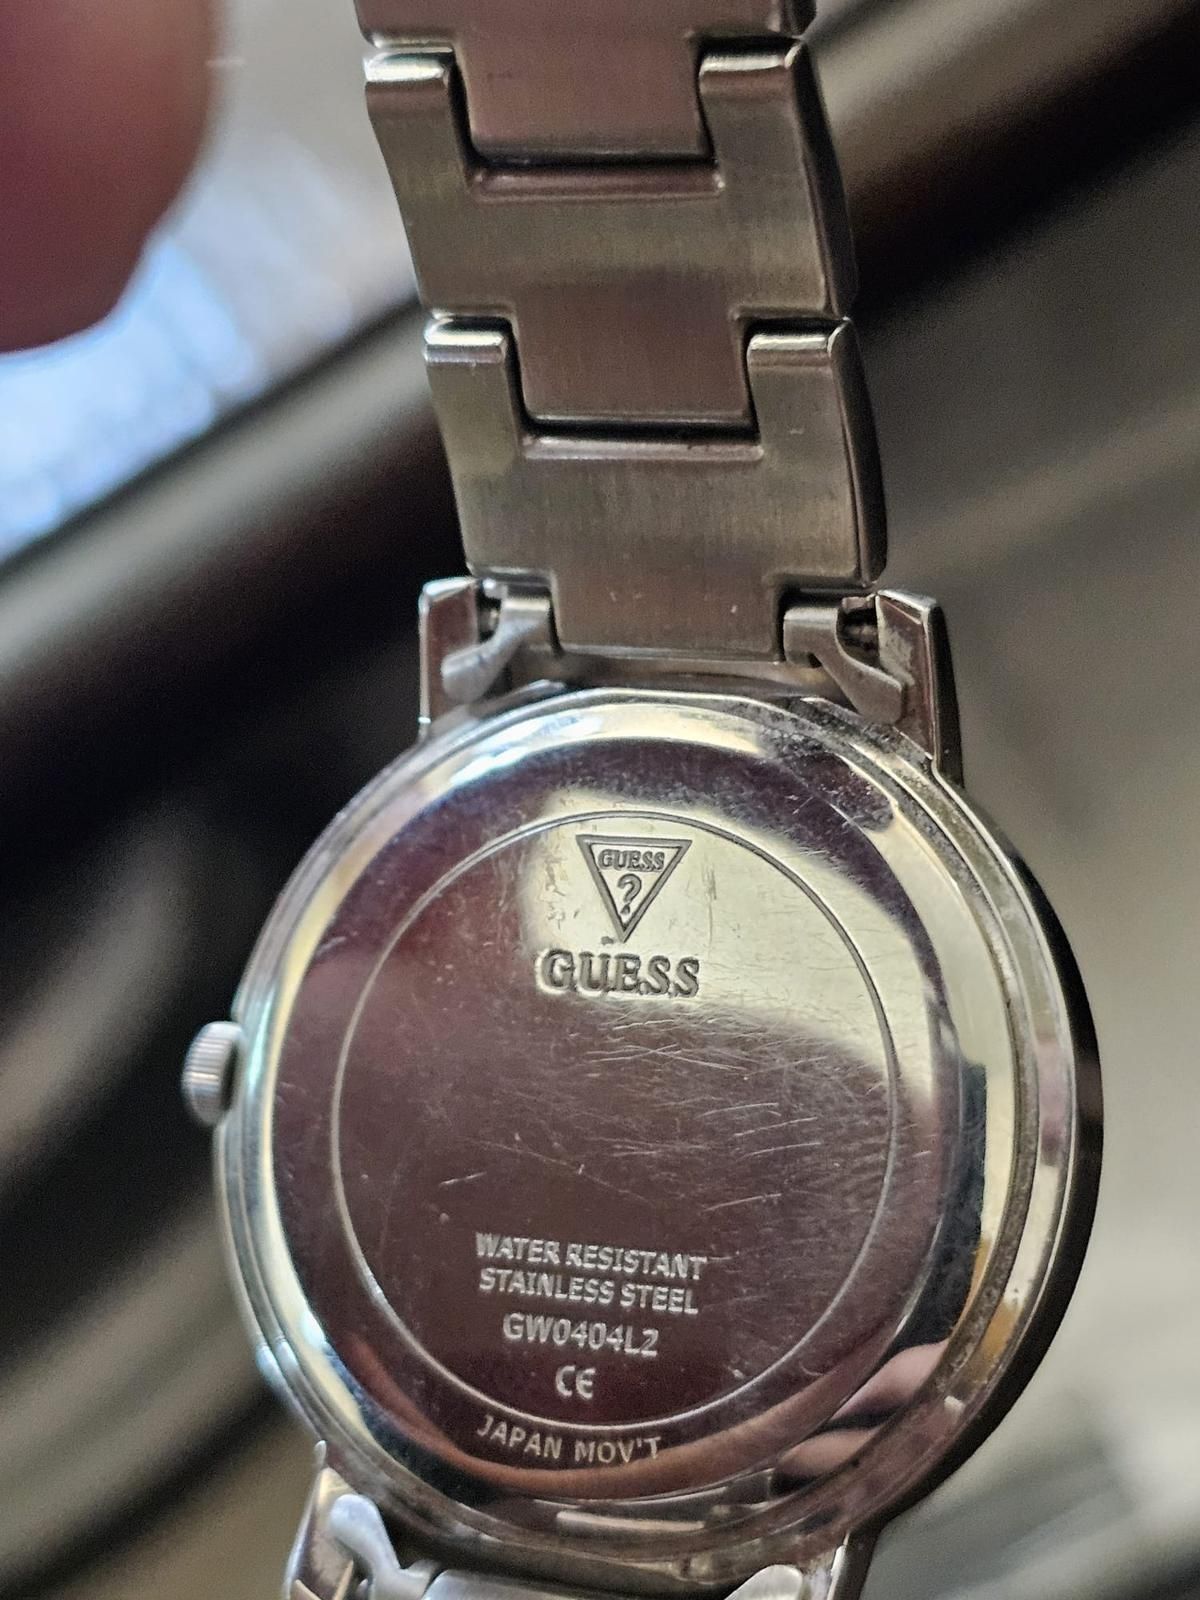 GUESS
?
GUESS
WATER RESISTANT
STAINLESS STEEL
GW0404L2
CE
JAPAN MOV'T